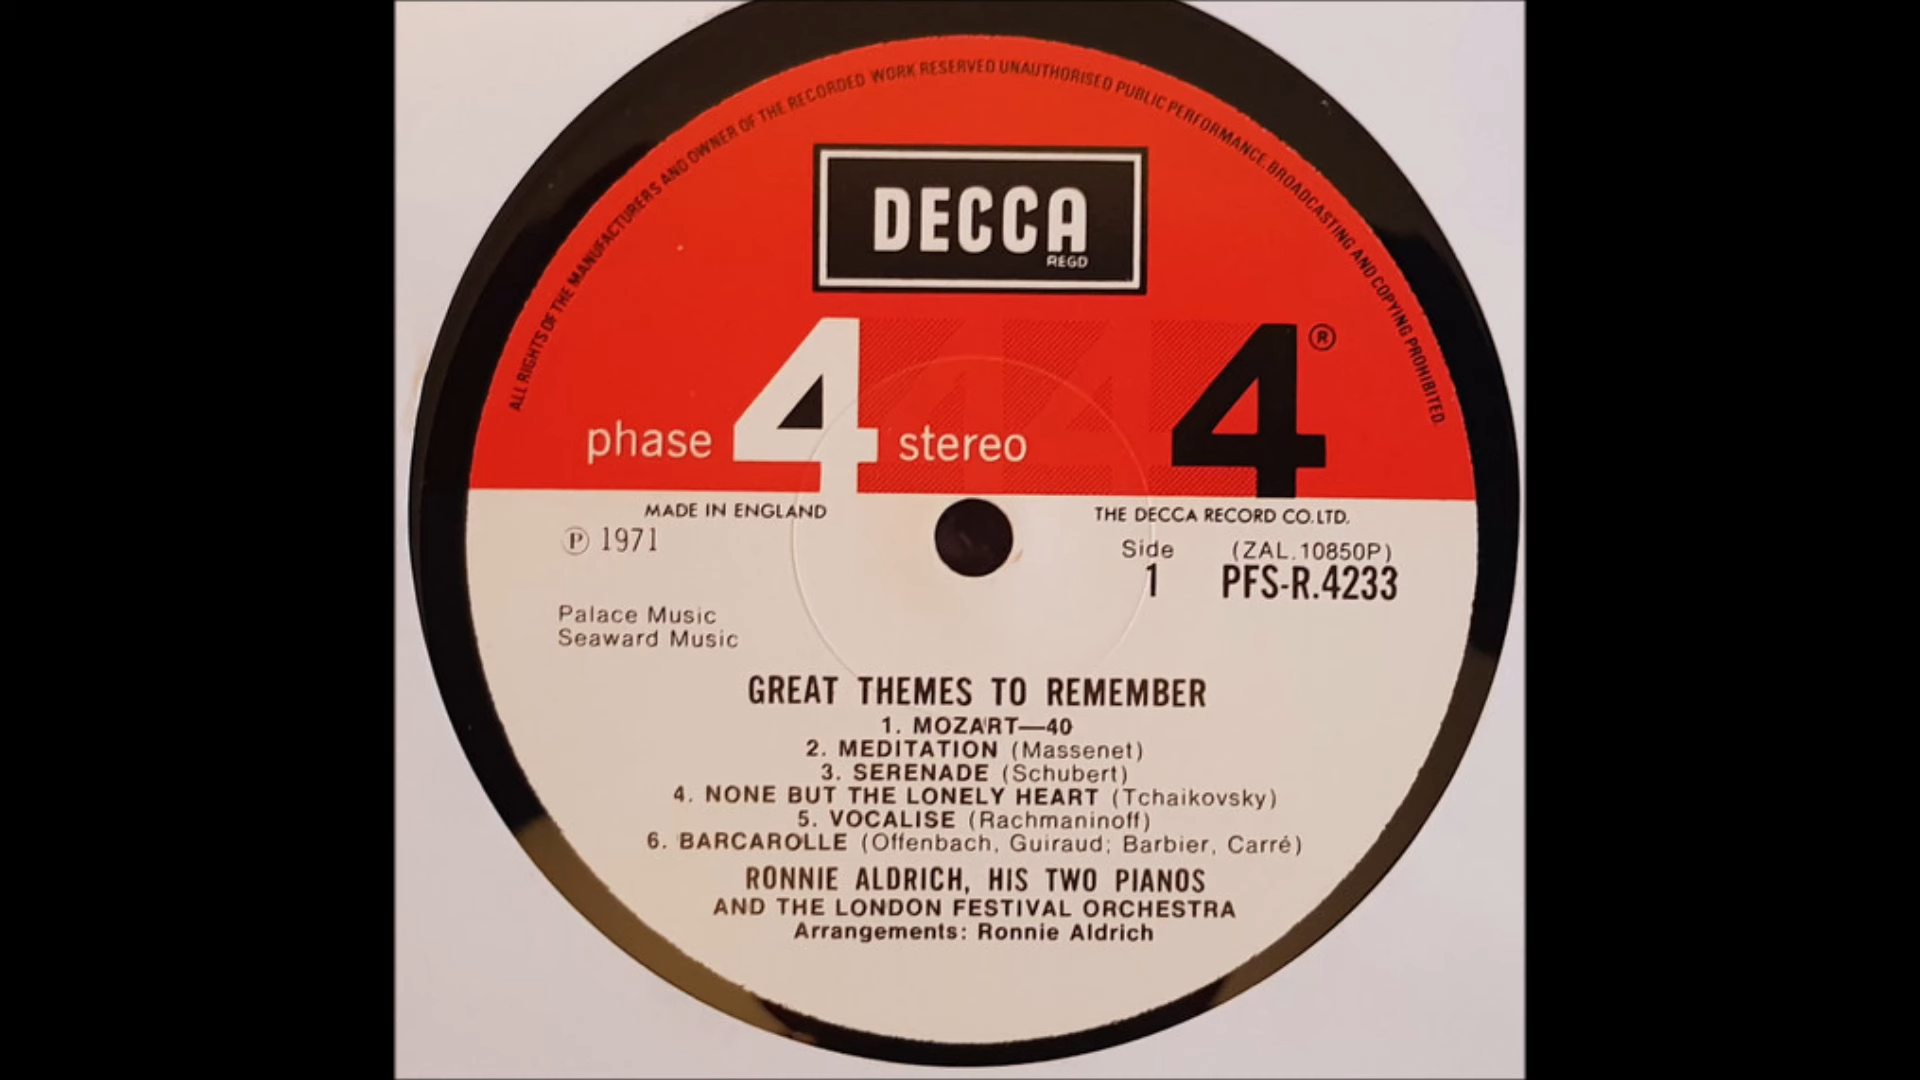 ALL RIGHTS OF THE MANUFACTURERS AND OWNER OF THE RECORDED WORK RESERVED UNAUTHORISED PUBLIC PERFORMANCE, BROADCASTING AND COPYING PROHIBITED
DECCA
REGD
4 ®
phase 4 stereo
MADE IN ENGLAND
THE DECCA RECORD CO.LTD.
℗ 1971
Side (ZAL.10850P)
1 PFS-R.4233
Palace Music
Seaward Music
GREAT THEMES TO REMEMBER
1. MOZART—40
2. MEDITATION (Massenet)
3. SERENADE (Schubert)
4. NONE BUT THE LONELY HEART (Tchaikovsky)
5. VOCALISE (Rachmaninoff)
6. BARCAROLLE (Offenbach, Guiraud; Barbier, Carré)
RONNIE ALDRICH, HIS TWO PIANOS
AND THE LONDON FESTIVAL ORCHESTRA
Arrangements: Ronnie Aldrich